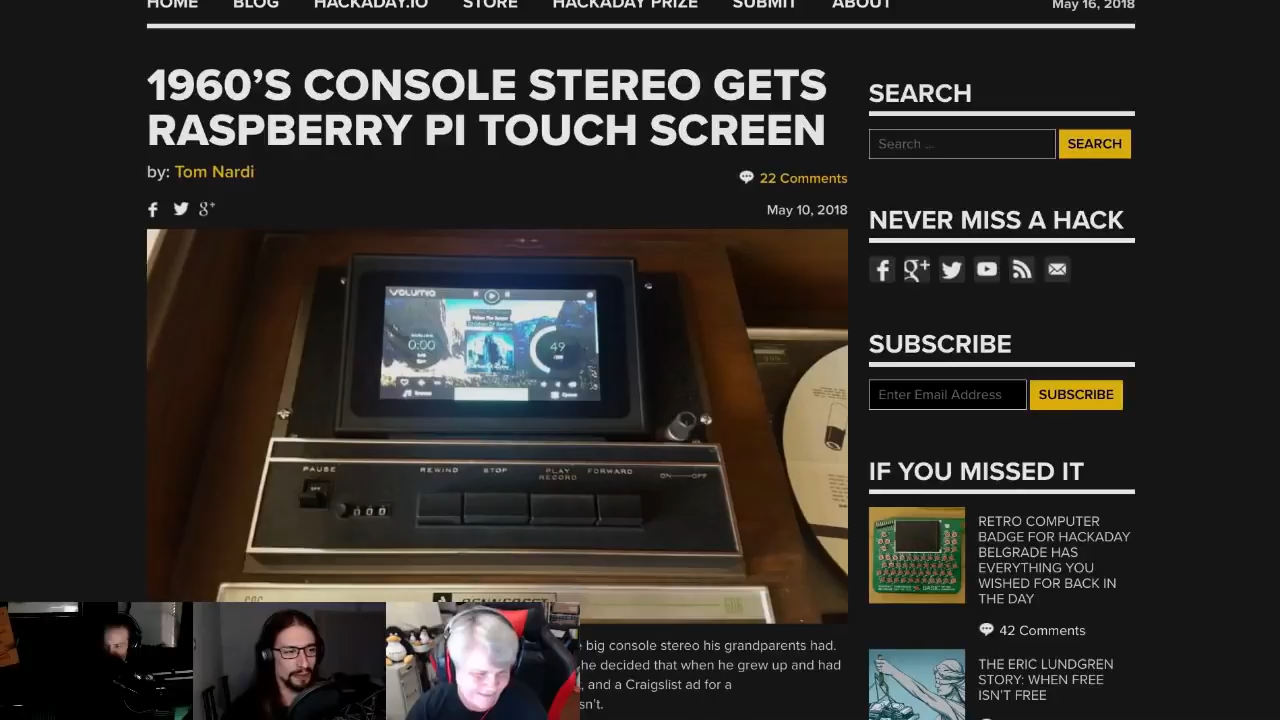 HOME BLOG HACKADAY.IO STORE HACKADAY PRIZE SUBMIT ABOUT
May 16, 2018
1960'S CONSOLE STEREO GETS
RASPBERRY PI TOUCH SCREEN
by: Tom Nardi
22 Comments
May 10, 2018
VOLUMIO
0:00
49
PAUSE
OFF
REWIND STOP PLAY RECORD FORWARD ON OFF
000
PENNCREST
big console stereo his grandparents had.
he decided that when he grew up and had
, and a Craigslist ad for a
sn't.
SEARCH
Search ...
SEARCH
NEVER MISS A HACK
SUBSCRIBE
Enter Email Address
SUBSCRIBE
IF YOU MISSED IT
RETRO COMPUTER
BADGE FOR HACKADAY
BELGRADE HAS
EVERYTHING YOU
WISHED FOR BACK IN
THE DAY
42 Comments
THE ERIC LUNDGREN
STORY: WHEN FREE
ISN'T FREE